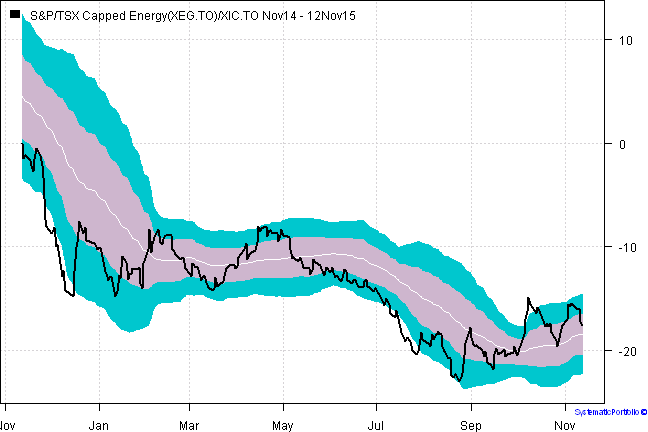 S&P/TSX Capped Energy(XEG.TO)/XIC.TO Nov14 - 12Nov15
10
0
-10
-20
Nov Jan Mar May Jul Sep Nov
SystematicPortfolio ©